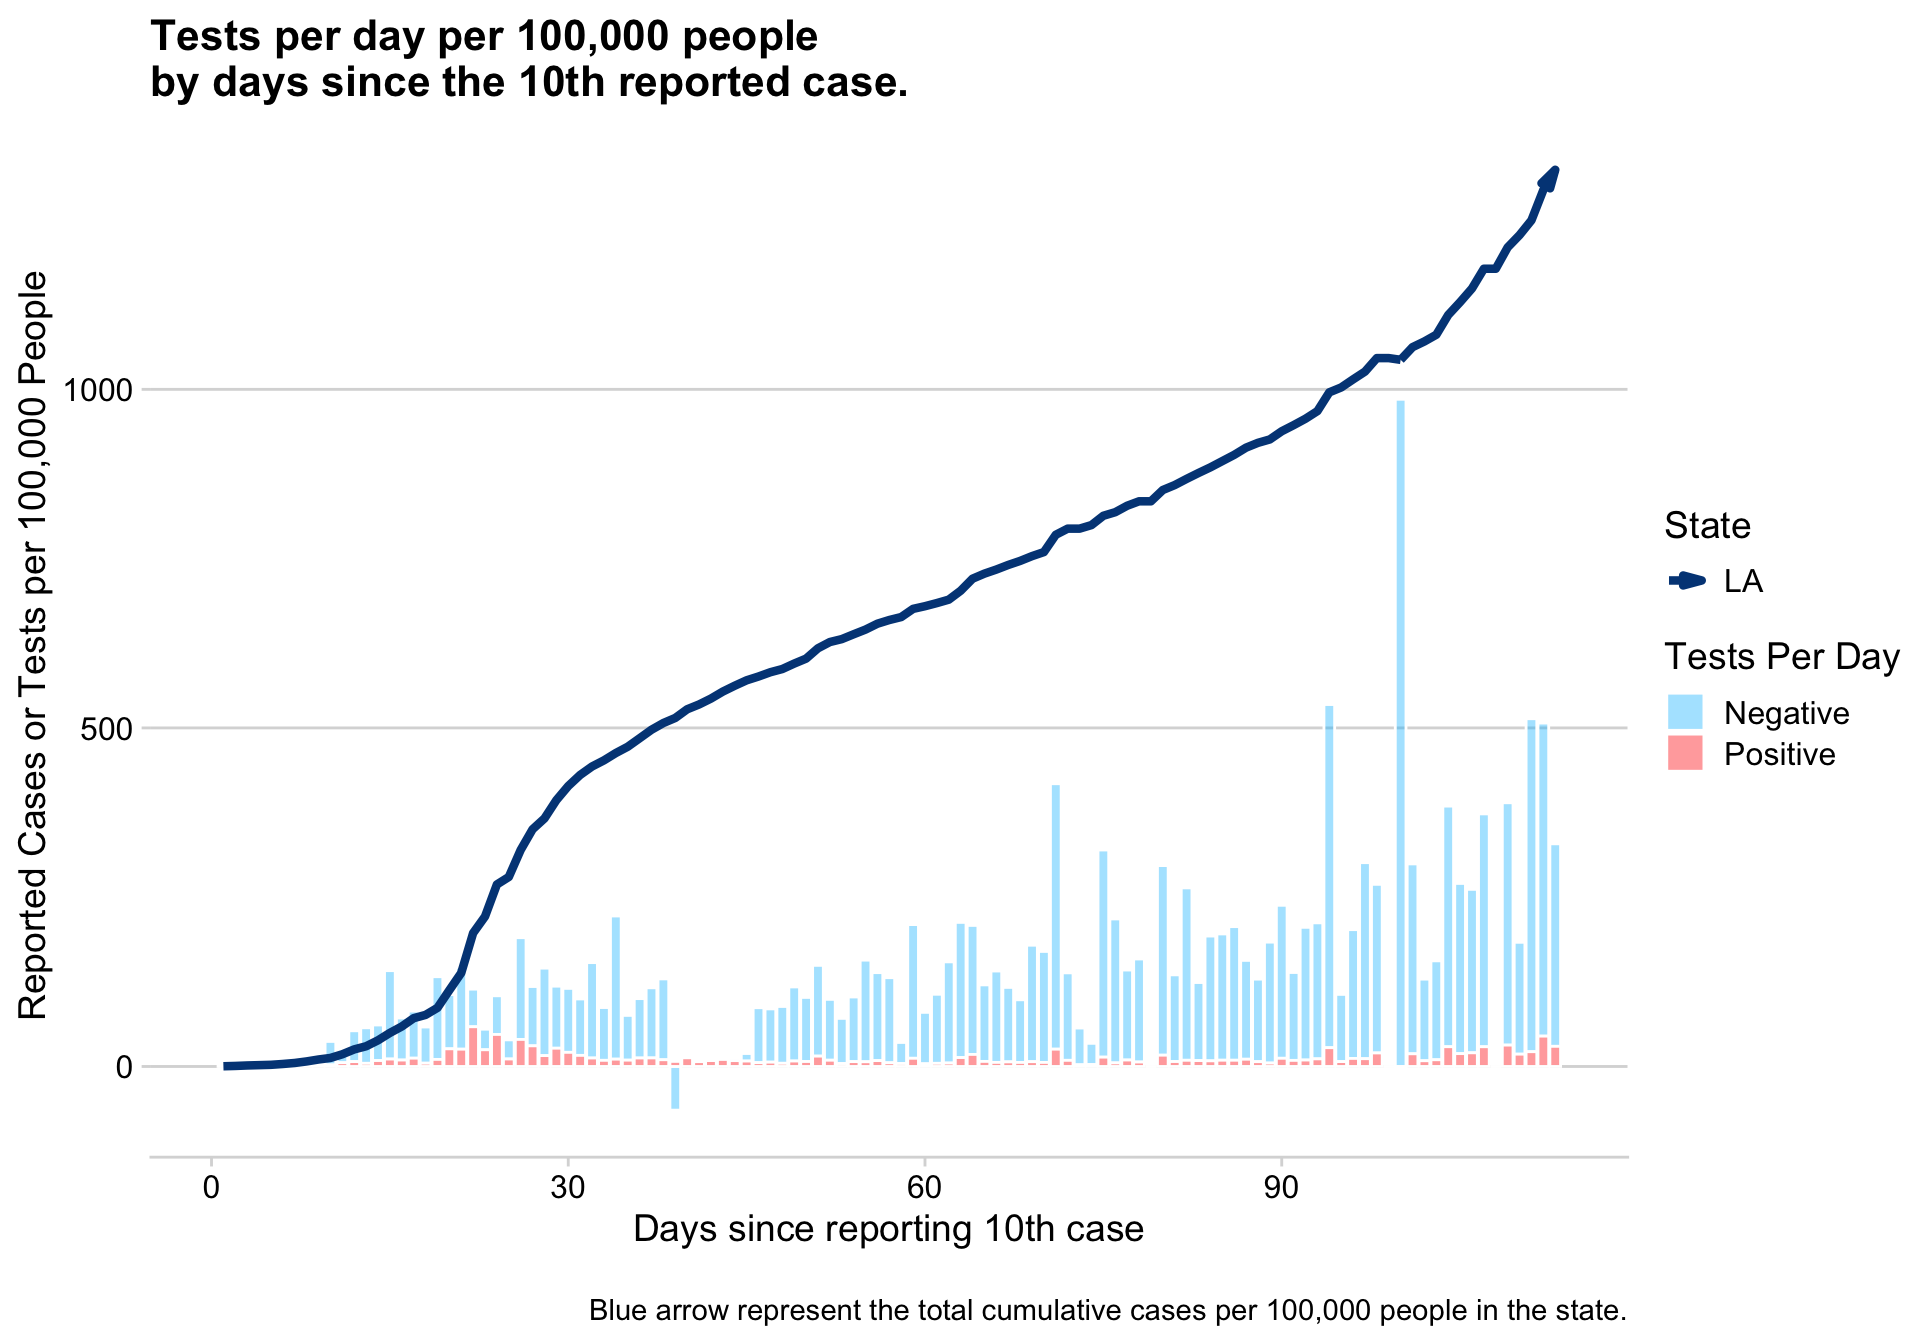 Tests per day per 100,000 people
by days since the 10th reported case.
Reported Cases or Tests per 100,000 People
1000
500
0
0
30
60
90
Days since reporting 10th case
State
LA
Tests Per Day
Negative
Positive
Blue arrow represent the total cumulative cases per 100,000 people in the state.